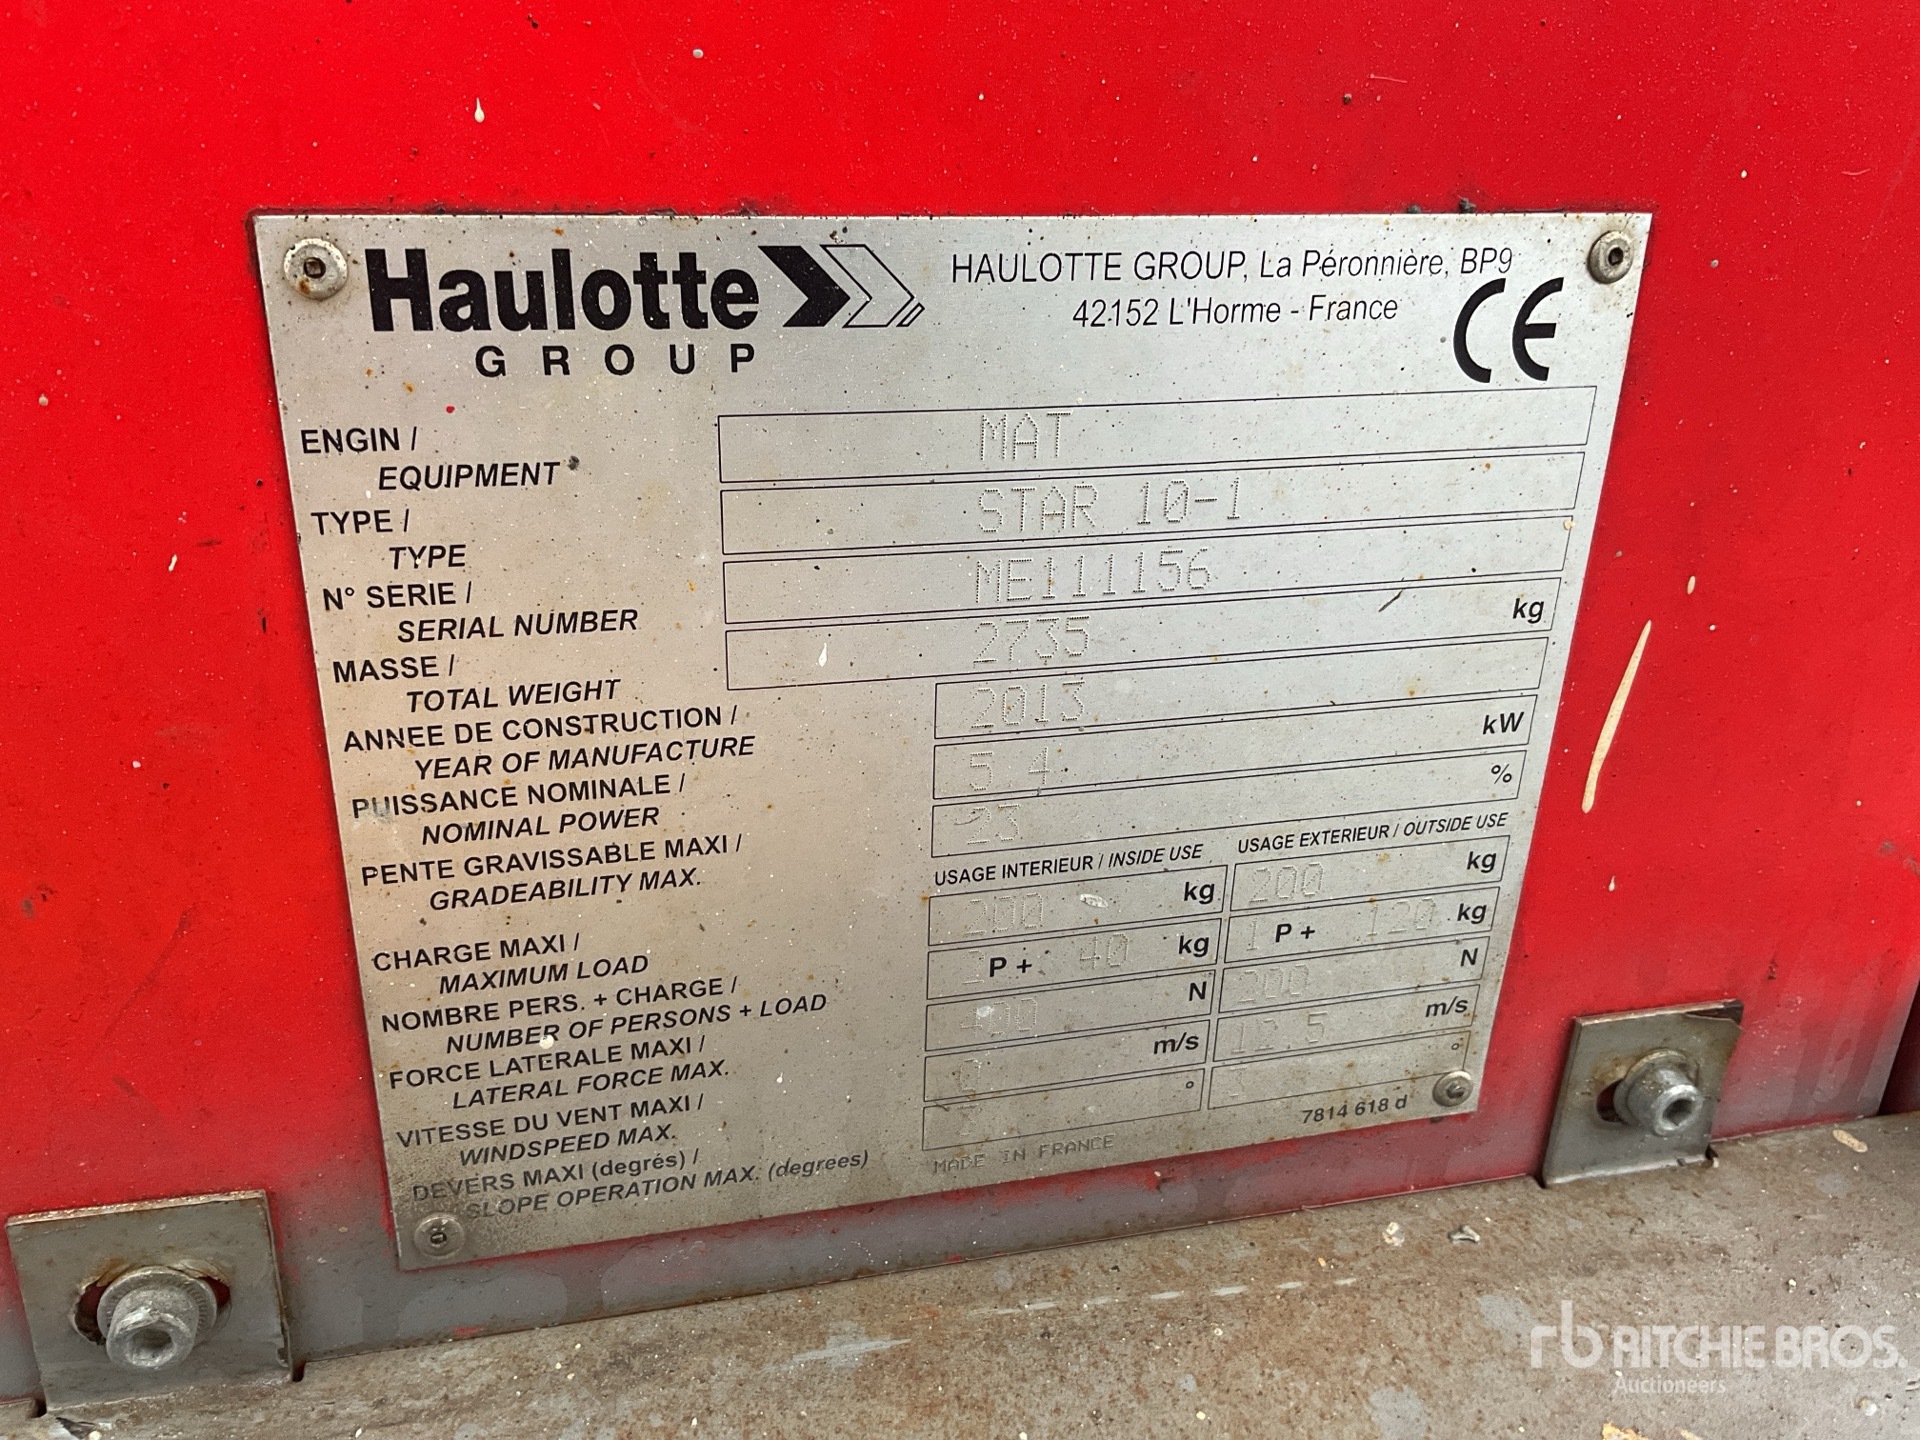 Haulotte
GROUP
HAULOTTE GROUP, La Péronnière, BP9
42152 L'Horme - France
CE
ENGIN /
EQUIPMENT
MAT
TYPE /
TYPE
STAR 10-1
N° SERIE /
SERIAL NUMBER
ME111156
MASSE /
TOTAL WEIGHT
2735 kg
ANNEE DE CONSTRUCTION /
YEAR OF MANUFACTURE
2013
PUISSANCE NOMINALE /
NOMINAL POWER
5 4 kW
PENTE GRAVISSABLE MAXI /
GRADEABILITY MAX.
23 %
USAGE INTERIEUR / INSIDE USE USAGE EXTERIEUR / OUTSIDE USE
CHARGE MAXI /
MAXIMUM LOAD
200 kg 200 kg
NOMBRE PERS. + CHARGE /
NUMBER OF PERSONS + LOAD
P + 40 kg 1 P + 120 kg
FORCE LATERALE MAXI /
LATERAL FORCE MAX.
400 N 200 N
VITESSE DU VENT MAXI /
WINDSPEED MAX.
0 m/s 12.5 m/s
DEVERS MAXI (degrés) /
SLOPE OPERATION MAX. (degrees)
° °
7814 618 d
MADE IN FRANCE
rb RITCHIE BROS.
Auctioneers